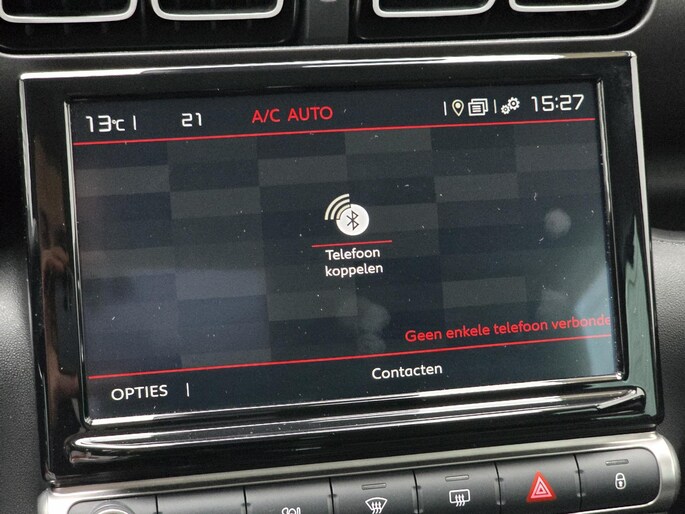 13°C | 21 A/C AUTO 15:27
Telefoon
koppelen
Geen enkele telefoon verbonde
Contacten
OPTIES